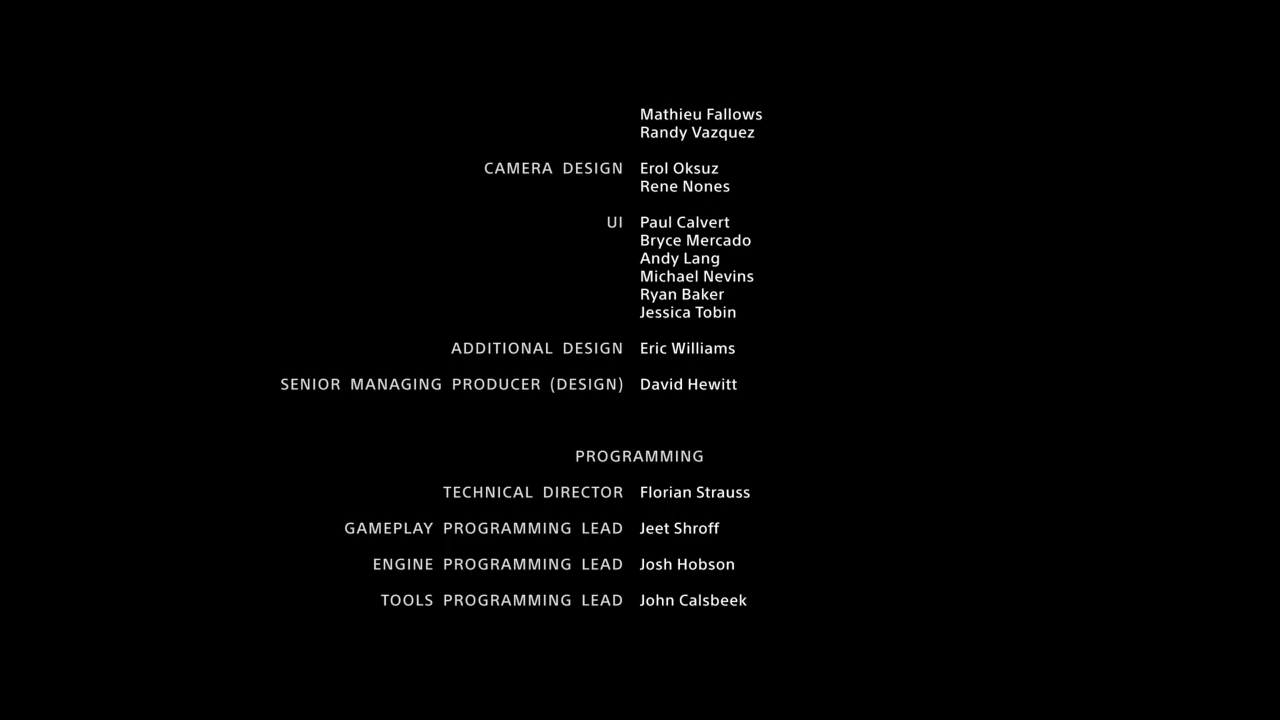 Mathieu Fallows
Randy Vazquez
CAMERA DESIGN Erol Oksuz
Rene Nones
UI Paul Calvert
Bryce Mercado
Andy Lang
Michael Nevins
Ryan Baker
Jessica Tobin
ADDITIONAL DESIGN Eric Williams
SENIOR MANAGING PRODUCER (DESIGN) David Hewitt
PROGRAMMING
TECHNICAL DIRECTOR Florian Strauss
GAMEPLAY PROGRAMMING LEAD Jeet Shroff
ENGINE PROGRAMMING LEAD Josh Hobson
TOOLS PROGRAMMING LEAD John Calsbeek